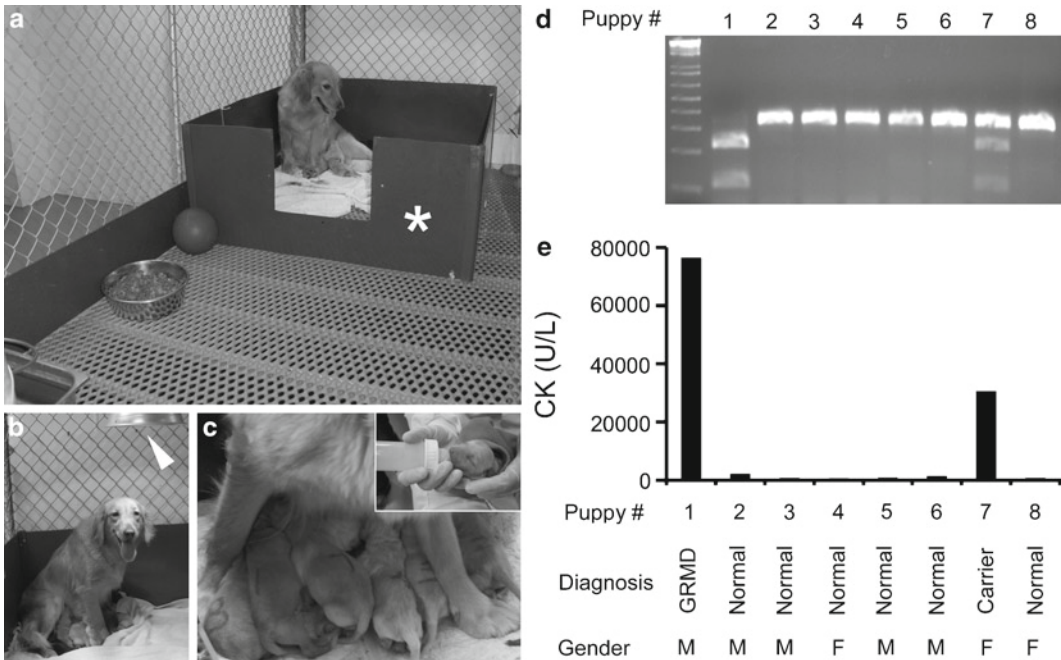 a
b
c
d
Puppy # 1 2 3 4 5 6 7 8
e
CK (U/L)
80000
60000
40000
20000
0
Puppy # 1 2 3 4 5 6 7 8
Diagnosis GRMD Normal Normal Normal Normal Normal Carrier Normal
Gender M M M F M M F F